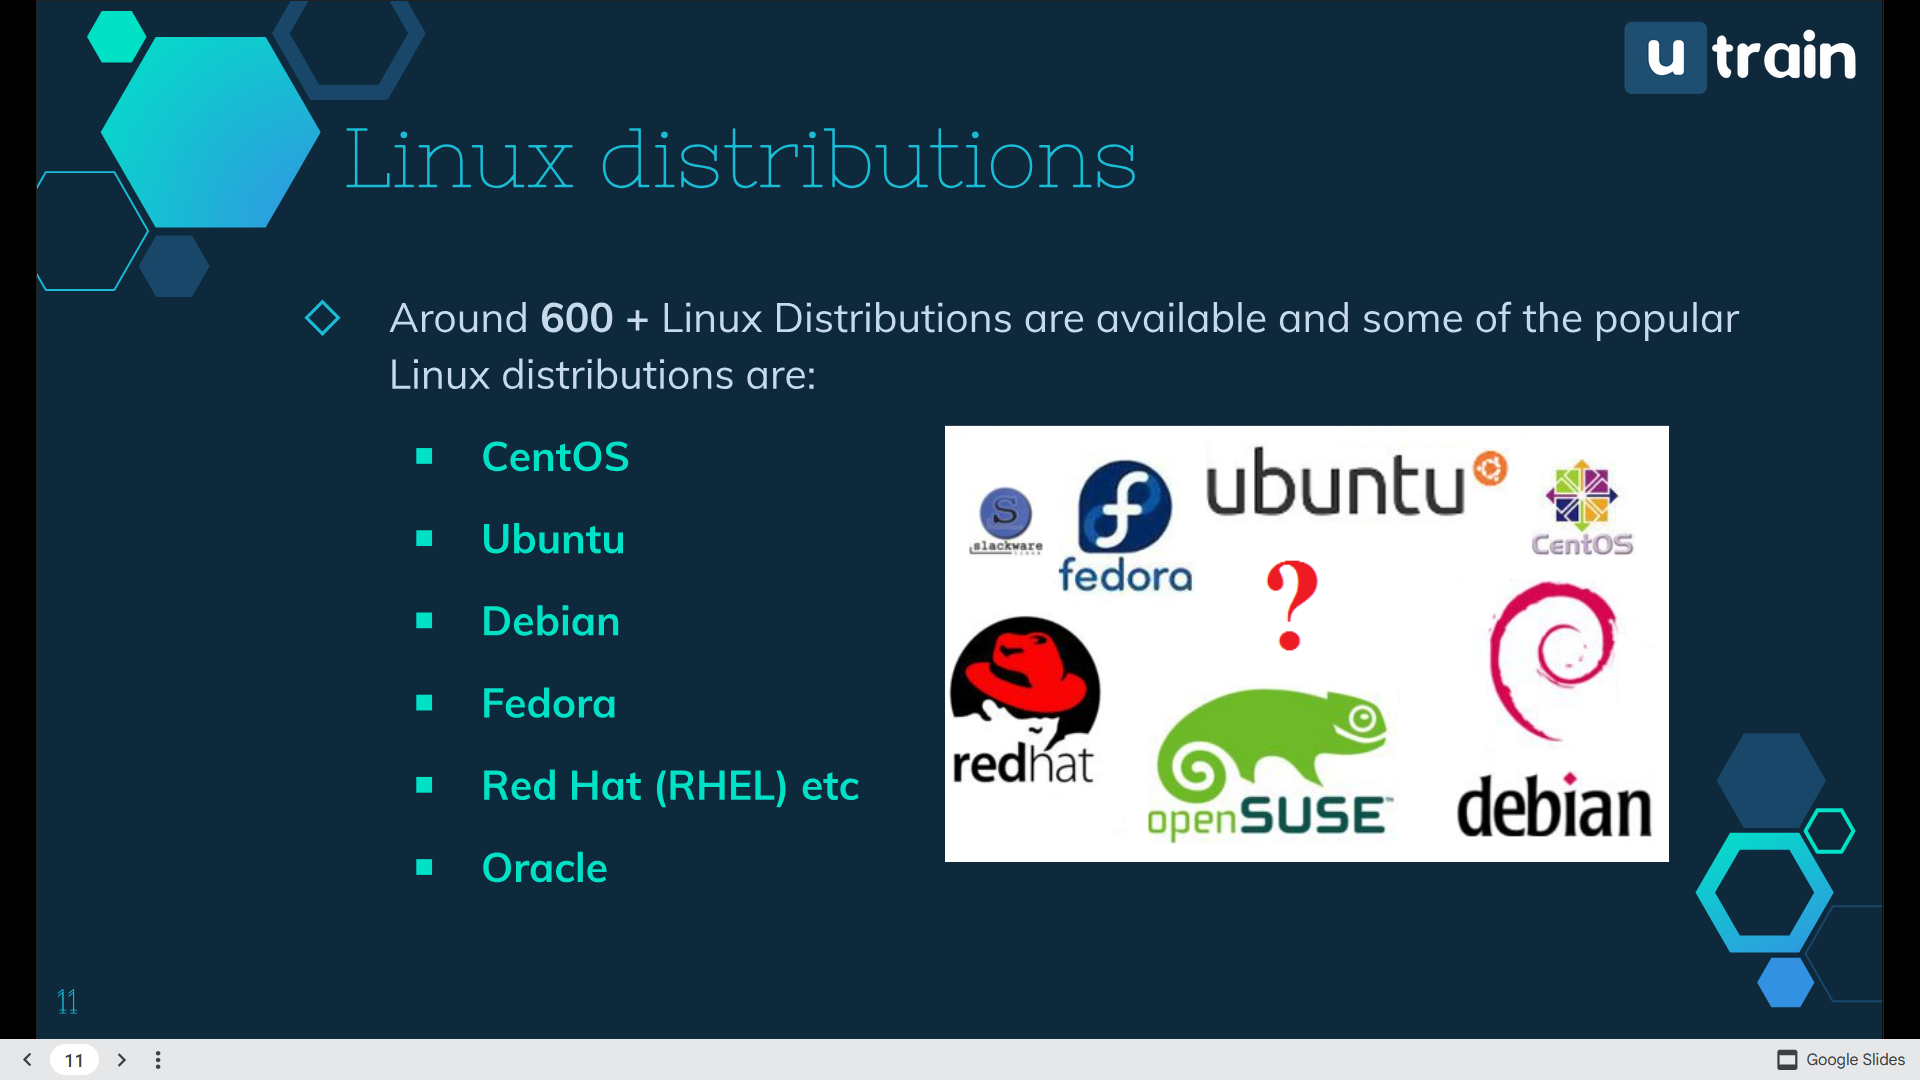 u train
Linux distributions
Around 600 + Linux Distributions are available and some of the popular
Linux distributions are:
CentOS
Ubuntu
Debian
Fedora
Red Hat (RHEL) etc
Oracle
ubuntu
S
slackware
fedora
CentOS
?
redhat
openSUSE™
debian
11
11
Google Slides